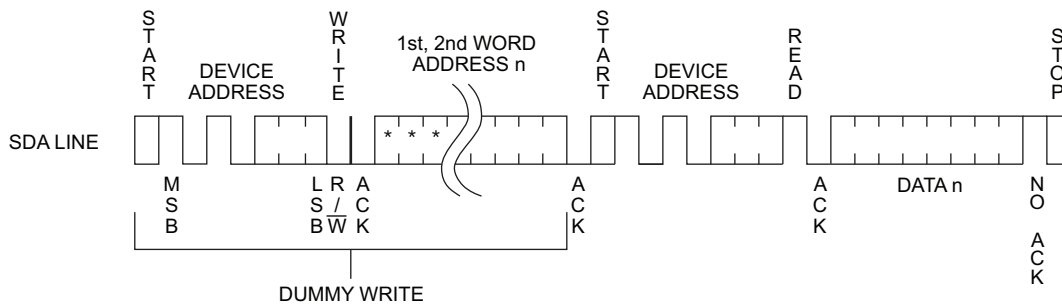 START
WRITE
START
READ
STOP
DEVICE
ADDRESS
1st, 2nd WORD
ADDRESS n
DEVICE
ADDRESS
SDA LINE
* * *
MSB
LSB
R/W
ACK
ACK
ACK
DATA n
NO ACK
DUMMY WRITE